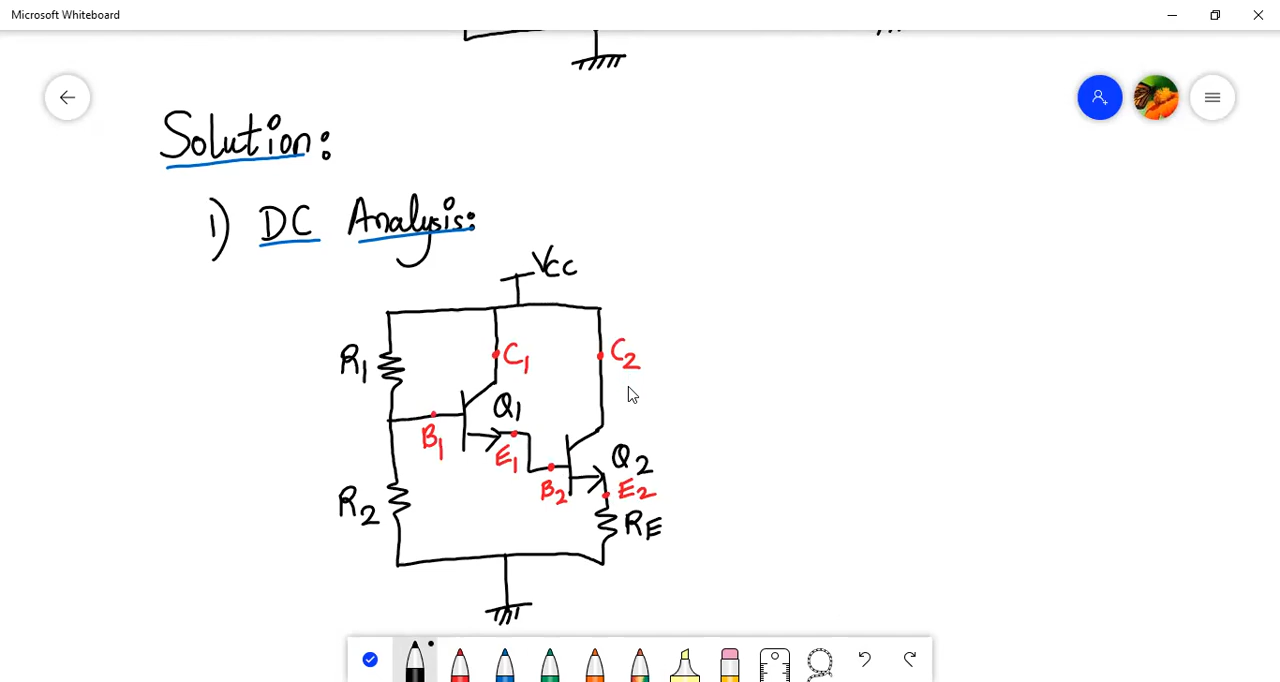 Microsoft Whiteboard
Solution:
1) DC Analysis:
Vcc
R1
C1
C2
Q1
B1
E1
Q2
B2
E2
R2
RE